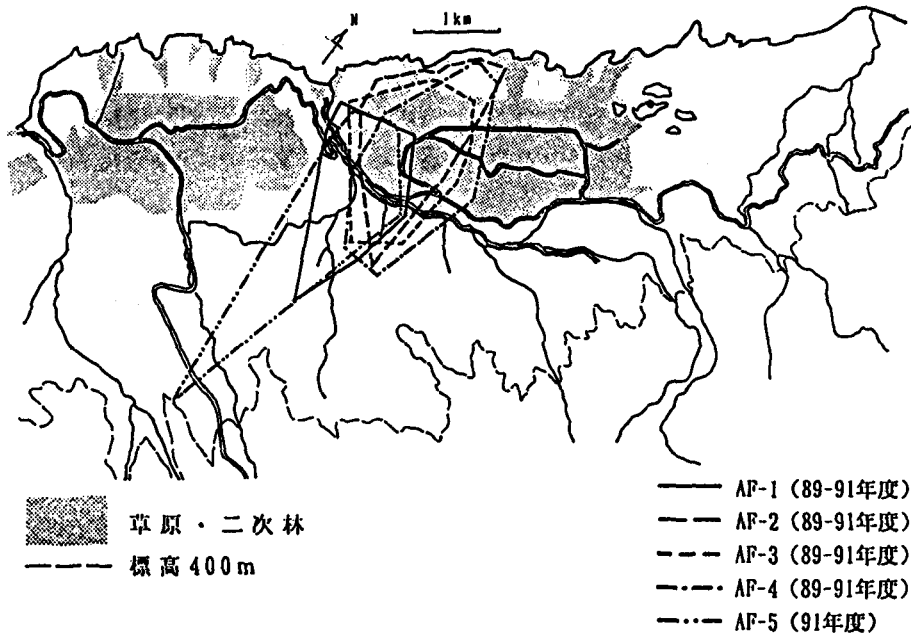 N
1km
草原・二次林
標高400m
AF-1 (89-91年度)
AF-2 (89-91年度)
AF-3 (89-91年度)
AF-4 (89-91年度)
AF-5 (91年度)